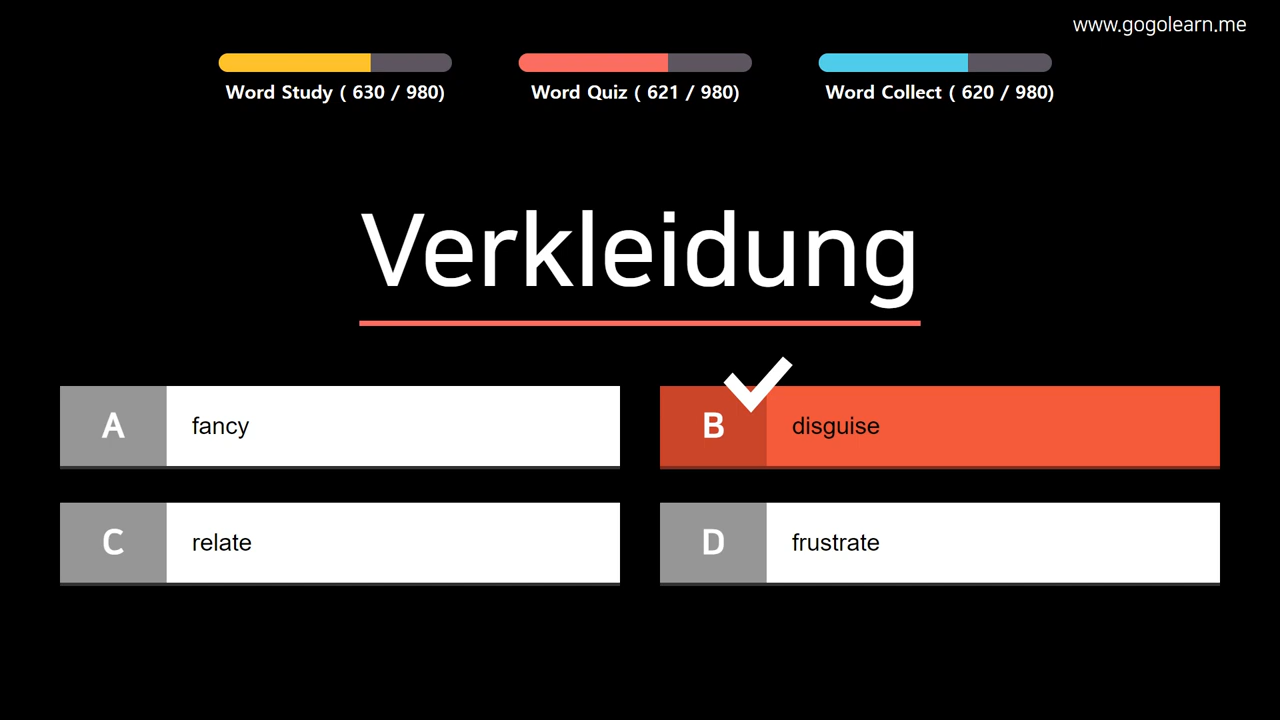 www.gogolearn.me
Word Study ( 630 / 980)
Word Quiz ( 621 / 980)
Word Collect ( 620 / 980)
Verkleidung
A fancy
B disguise
C relate
D frustrate